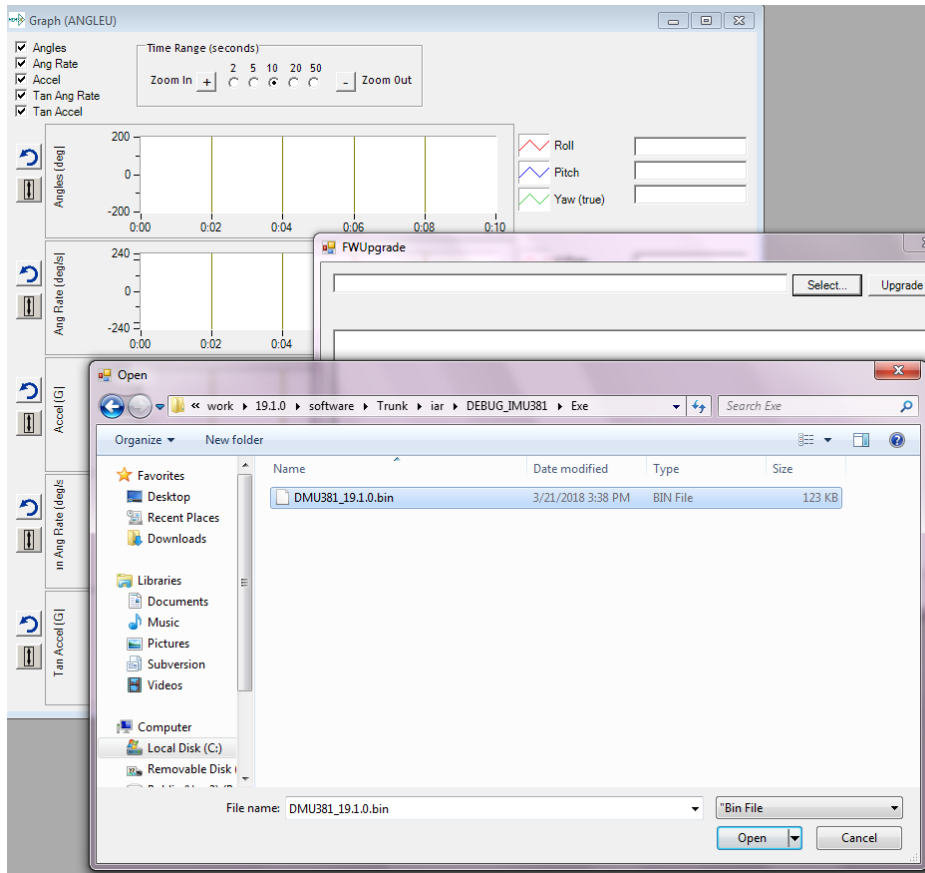 Graph (ANGLEU)
Angles
Ang Rate
Accel
Tan Ang Rate
Tan Accel
Time Range (seconds)
2 5 10 20 50
Zoom In + - Zoom Out
Angles (deg)
200
0
-200
0:00 0:02 0:04 0:06 0:08 0:10
Roll
Pitch
Yaw (true)
Ang Rate (deg/s)
240
0
-240
0:00 0:02 0:04
FWUpgrade
Select... Upgrade
Accel (G)
Ang Rate (deg/s
Tan Accel (G)
Open
« work 19.1.0 software Trunk iar DEBUG_IMU381 Exe
Search Exe
Organize New folder
Name Date modified Type Size
DMU381_19.1.0.bin 3/21/2018 3:38 PM BIN File 123 KB
Favorites
Desktop
Recent Places
Downloads
Libraries
Documents
Music
Pictures
Subversion
Videos
Computer
Local Disk (C:)
Removable Disk
File name: DMU381_19.1.0.bin
"Bin File
Open Cancel